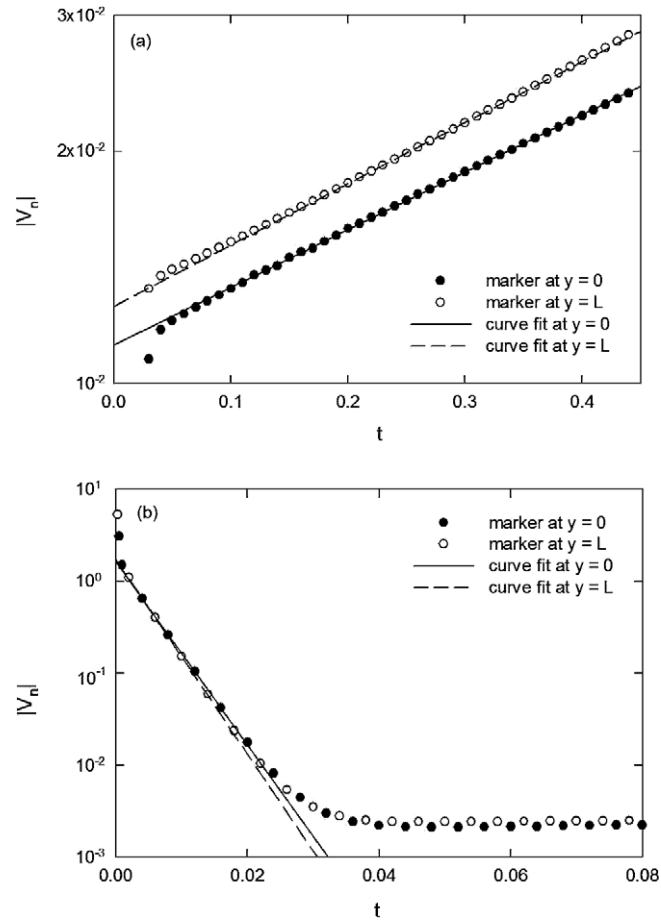 3x10⁻²
(a)
2x10⁻²
|Vₙ|
marker at y = 0
marker at y = L
curve fit at y = 0
curve fit at y = L
10⁻²
0.0 0.1 0.2 0.3 0.4
t
10¹
(b)
marker at y = 0
marker at y = L
curve fit at y = 0
curve fit at y = L
10⁰
10⁻¹
|Vₙ|
10⁻²
10⁻³
0.00 0.02 0.04 0.06 0.08
t